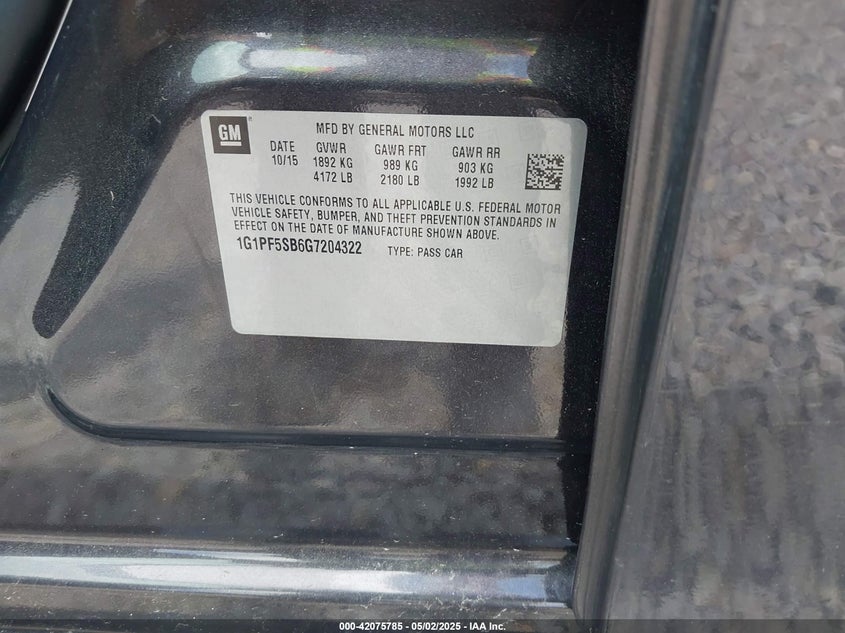 GM
MFD BY GENERAL MOTORS LLC
DATE GVWR GAWR FRT GAWR RR
10/15 1892 KG 989 KG 903 KG
4172 LB 2180 LB 1992 LB
THIS VEHICLE CONFORMS TO ALL APPLICABLE U.S. FEDERAL MOTOR
VEHICLE SAFETY, BUMPER, AND THEFT PREVENTION STANDARDS IN
EFFECT ON THE DATE OF MANUFACTURE SHOWN ABOVE.
1G1PF5SB6G7204322 TYPE: PASS CAR
000-42075785 - 05/02/2025 - IAA Inc.